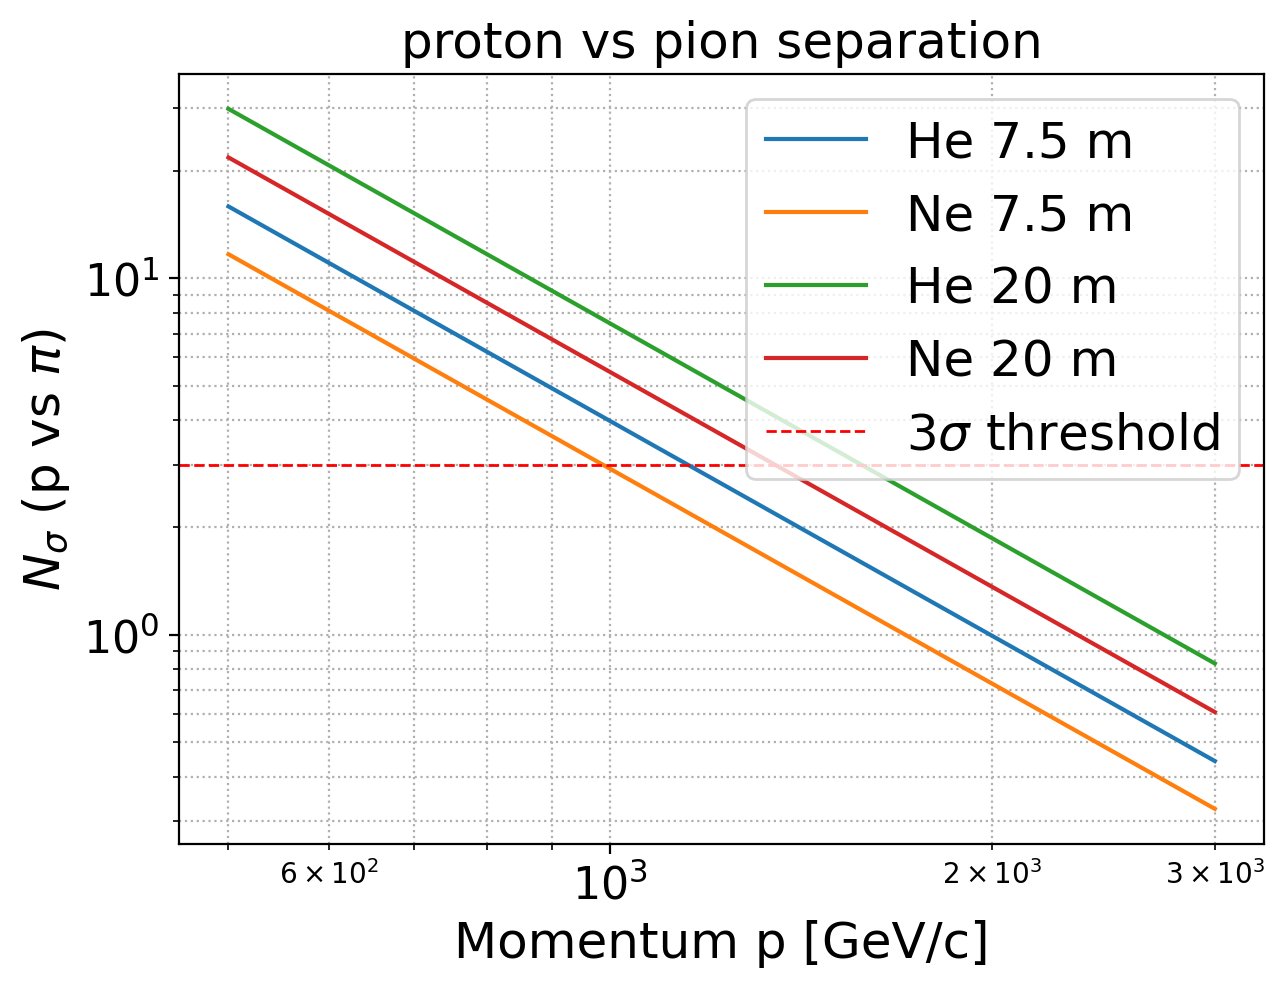 proton vs pion separation
He 7.5 m
Ne 7.5 m
He 20 m
Ne 20 m
3σ threshold
10¹
10⁰
N_σ (p vs π)
6 × 10² 10³ 2 × 10³ 3 × 10³
Momentum p [GeV/c]